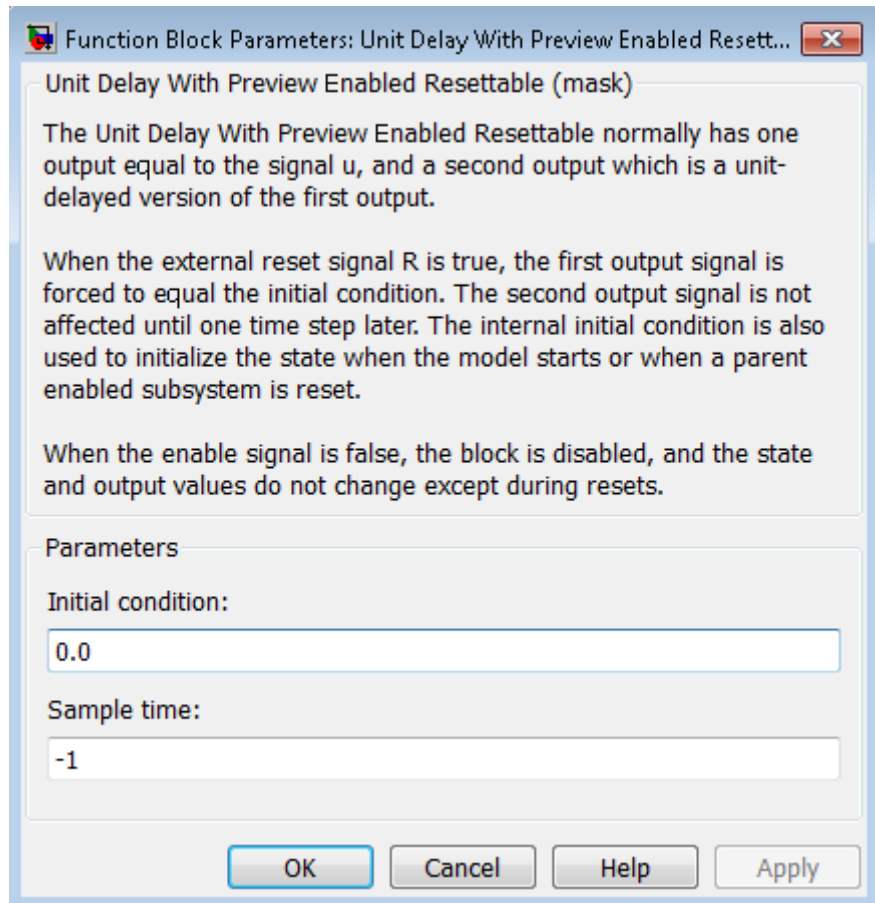 Function Block Parameters: Unit Delay With Preview Enabled Resett...
Unit Delay With Preview Enabled Resettable (mask)
The Unit Delay With Preview Enabled Resettable normally has one
output equal to the signal u, and a second output which is a unit-
delayed version of the first output.
When the external reset signal R is true, the first output signal is
forced to equal the initial condition. The second output signal is not
affected until one time step later. The internal initial condition is also
used to initialize the state when the model starts or when a parent
enabled subsystem is reset.
When the enable signal is false, the block is disabled, and the state
and output values do not change except during resets.
Parameters
Initial condition:
0.0
Sample time:
-1
OK Cancel Help Apply